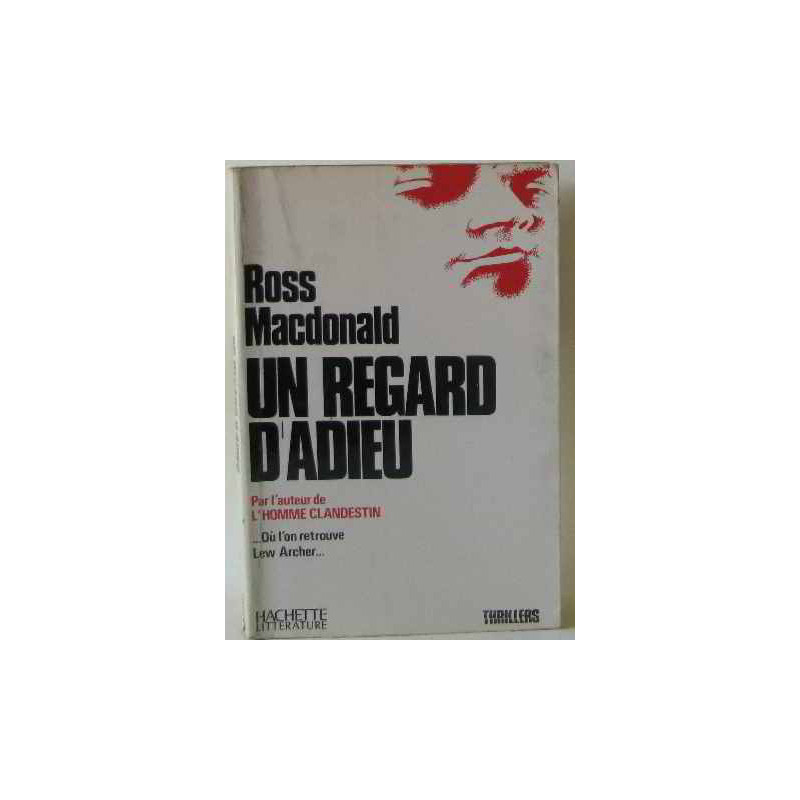 Ross
Macdonald
UN REGARD
D'ADIEU
Par l'auteur de
L'HOMME CLANDESTIN
...Où l'on retrouve
Lew Archer...
HACHETTE
LITTÉRATURE
THRILLERS